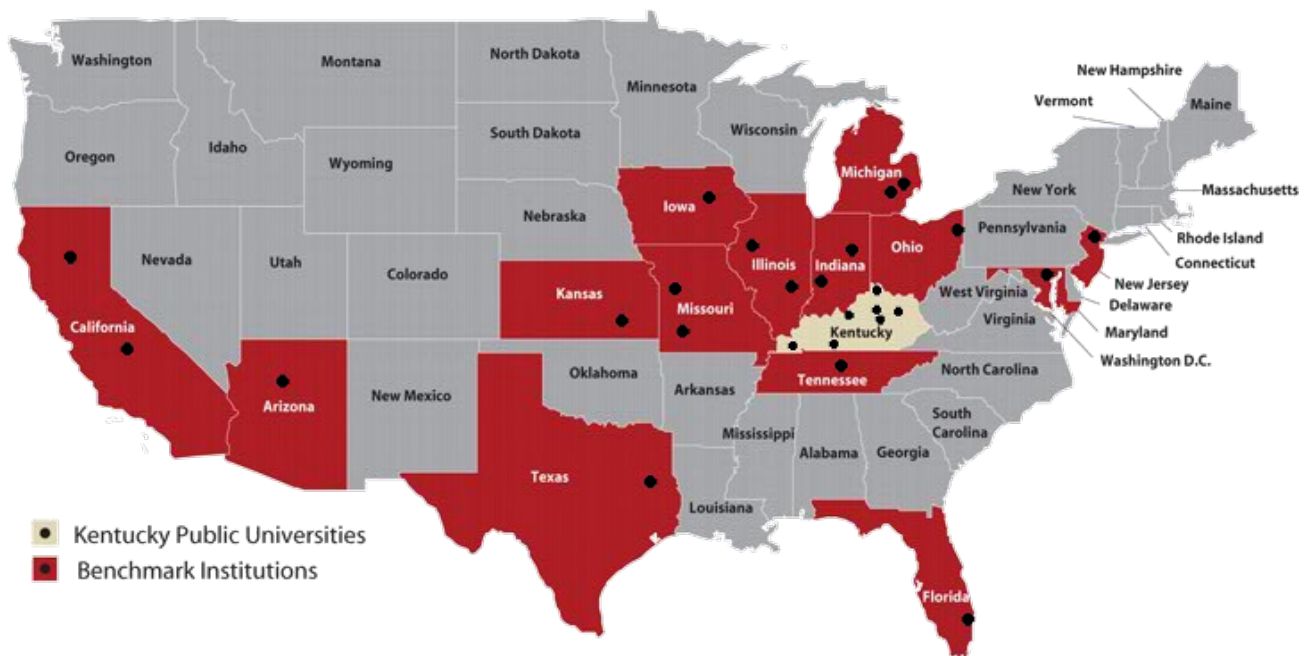 Washington
Montana
North Dakota
Minnesota
New Hampshire
Vermont
Maine
Oregon
Idaho
Wyoming
South Dakota
Wisconsin
Michigan
New York
Massachusetts
Nebraska
Iowa
Pennsylvania
Rhode Island
Connecticut
Nevada
Utah
Colorado
Kansas
Missouri
Illinois
Indiana
Ohio
West Virginia
New Jersey
Delaware
Virginia
Maryland
California
Kentucky
Washington D.C.
Arizona
New Mexico
Oklahoma
Arkansas
Tennessee
North Carolina
South
Carolina
Mississippi
Alabama
Georgia
Texas
Louisiana
Florida
Kentucky Public Universities
Benchmark Institutions